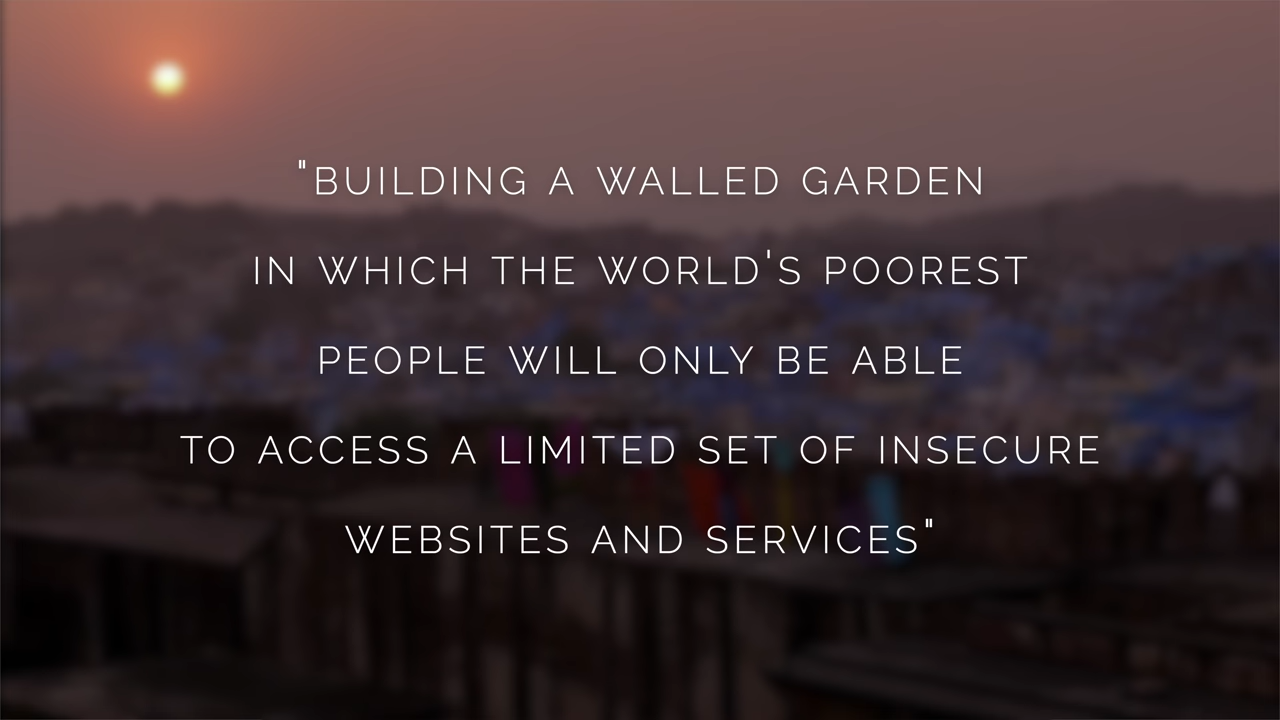 "BUILDING A WALLED GARDEN
IN WHICH THE WORLD'S POOREST
PEOPLE WILL ONLY BE ABLE
TO ACCESS A LIMITED SET OF INSECURE
WEBSITES AND SERVICES"